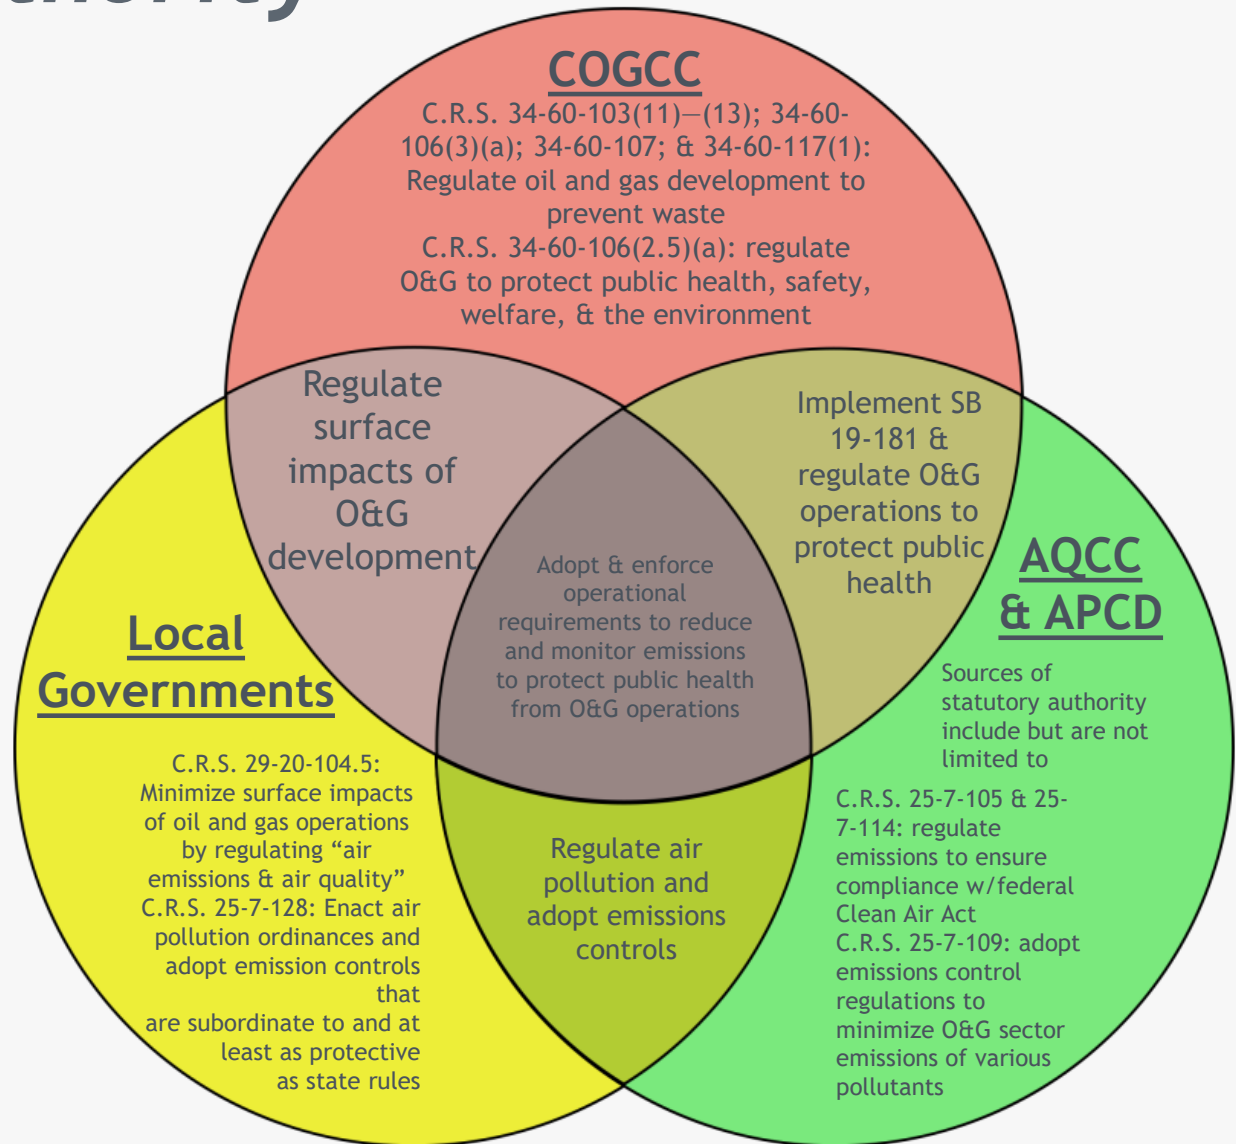 COGCC
C.R.S. 34-60-103(11)—(13); 34-60-
106(3)(a); 34-60-107; & 34-60-117(1):
Regulate oil and gas development to
prevent waste
C.R.S. 34-60-106(2.5)(a): regulate
O&G to protect public health, safety,
welfare, & the environment
Regulate
surface
impacts of
O&G
development
Implement SB
19-181 &
regulate O&G
operations to
protect public
health
Adopt & enforce
operational
requirements to reduce
and monitor emissions
to protect public health
from O&G operations
Local
Governments
C.R.S. 29-20-104.5:
Minimize surface impacts
of oil and gas operations
by regulating “air
emissions & air quality”
C.R.S. 25-7-128: Enact air
pollution ordinances and
adopt emission controls
that
are subordinate to and at
least as protective
as state rules
Regulate air
pollution and
adopt emissions
controls
AQCC
& APCD
Sources of
statutory authority
include but are not
limited to
C.R.S. 25-7-105 & 25-
7-114: regulate
emissions to ensure
compliance w/federal
Clean Air Act
C.R.S. 25-7-109: adopt
emissions control
regulations to
minimize O&G sector
emissions of various
pollutants